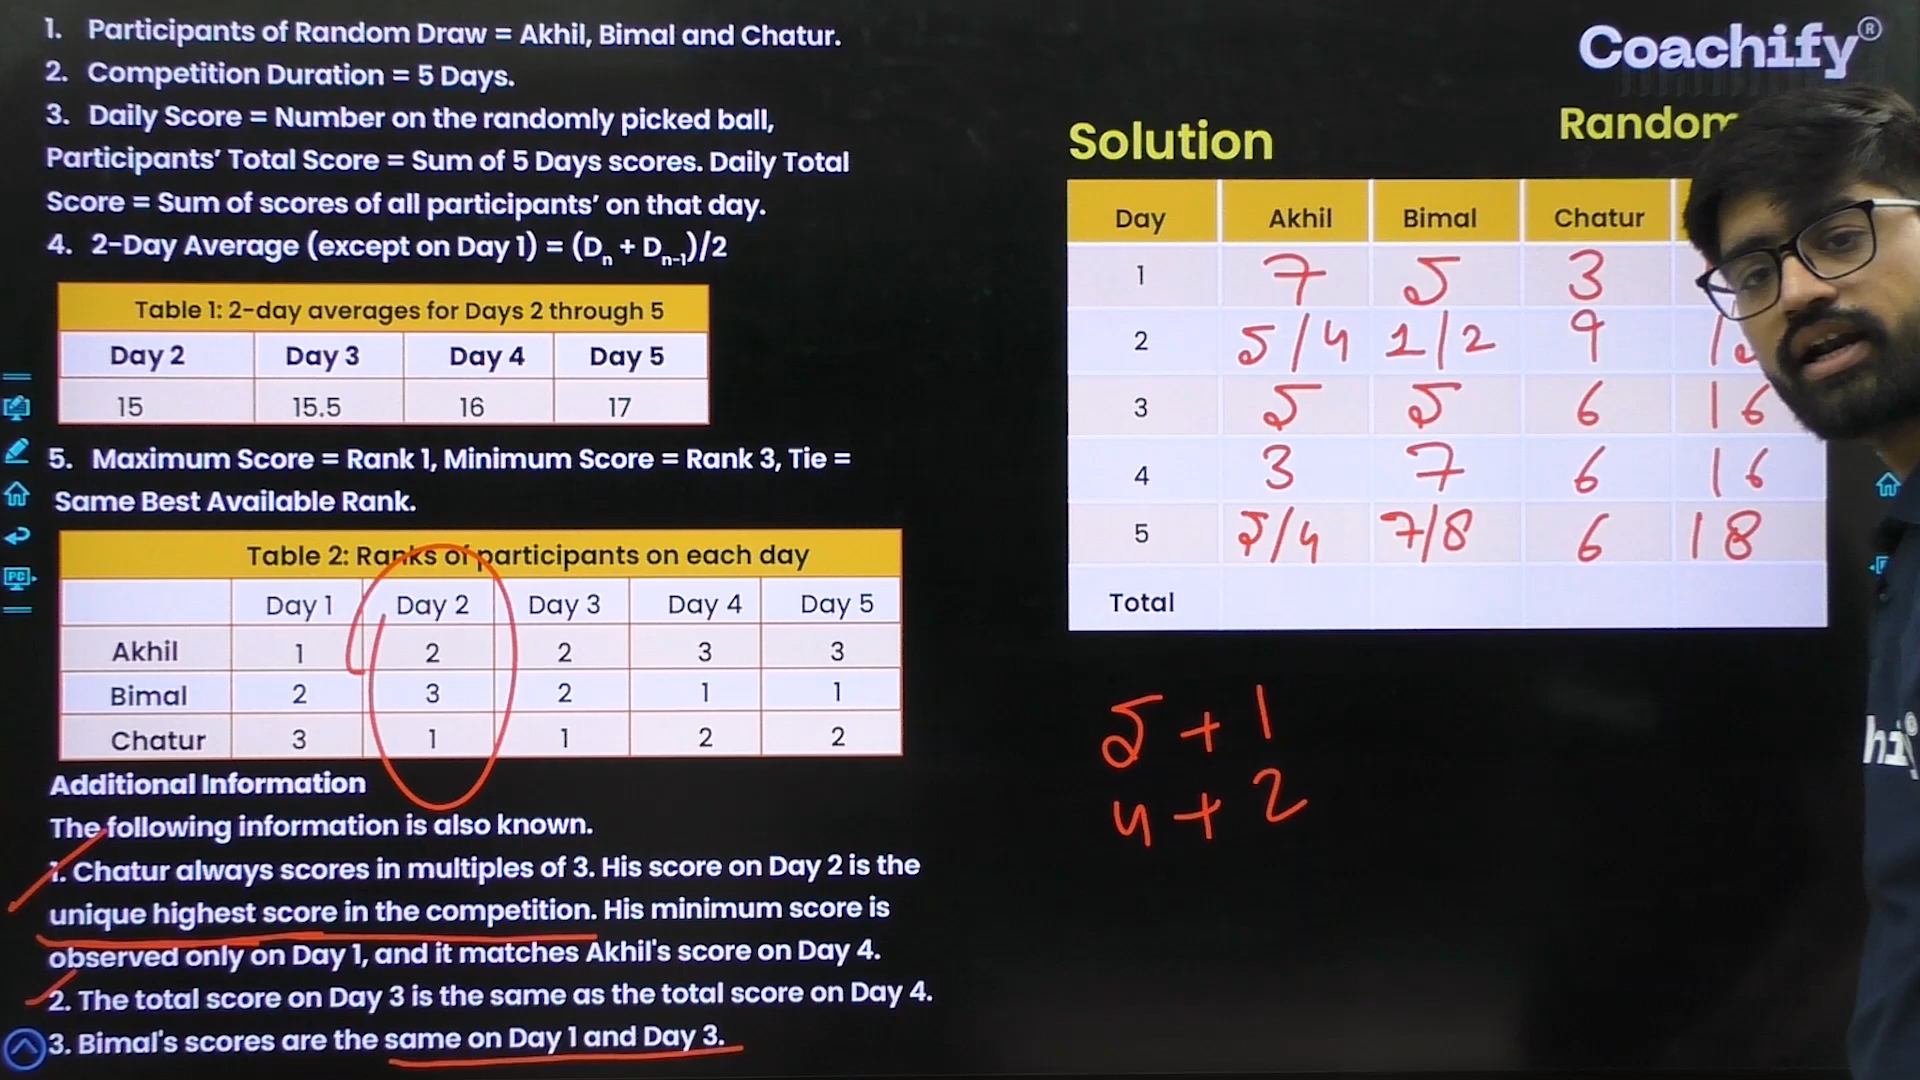 1. Participants of Random Draw = Akhil, Bimal and Chatur.
2. Competition Duration = 5 Days.
3. Daily Score = Number on the randomly picked ball,
Participants' Total Score = Sum of 5 Days scores. Daily Total
Score = Sum of scores of all participants' on that day.
4. 2-Day Average (except on Day 1) = (Dn + Dn-1)/2
Table 1: 2-day averages for Days 2 through 5
Day 2 Day 3 Day 4 Day 5
15 15.5 16 17
5. Maximum Score = Rank 1, Minimum Score = Rank 3, Tie =
Same Best Available Rank.
Table 2: Ranks of participants on each day
Day 1 Day 2 Day 3 Day 4 Day 5
Akhil 1 2 2 3 3
Bimal 2 3 2 1 1
Chatur 3 1 1 2 2
Additional Information
The following information is also known.
1. Chatur always scores in multiples of 3. His score on Day 2 is the
unique highest score in the competition. His minimum score is
observed only on Day 1, and it matches Akhil's score on Day 4.
2. The total score on Day 3 is the same as the total score on Day 4.
3. Bimal's scores are the same on Day 1 and Day 3.
Coachify®
Random
Solution
Day Akhil Bimal Chatur
1 7 5 3
2 5/4 1/2 9
3 5 5 6 16
4 3 7 6 16
5 5/4 7/8 6 18
Total
5 + 1
4 + 2
PC